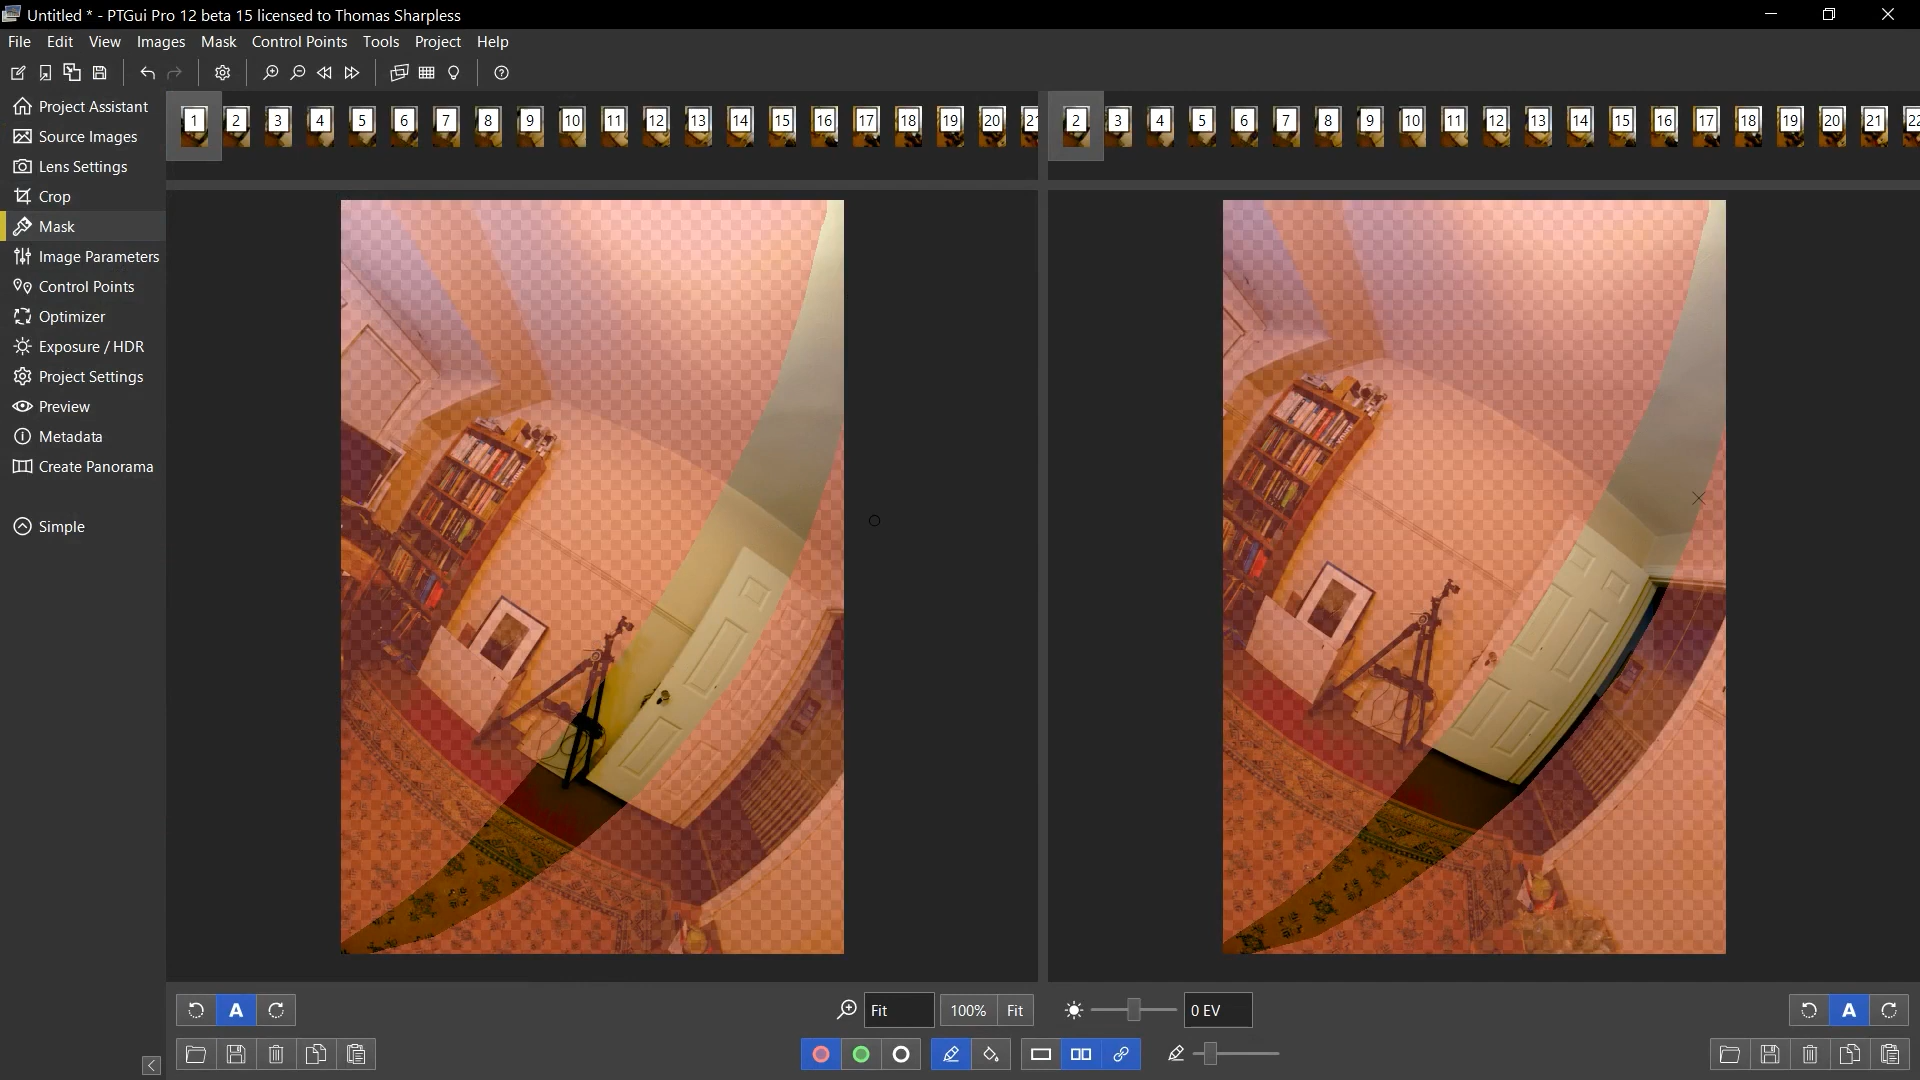 Untitled * - PTGui Pro 12 beta 15 licensed to Thomas Sharpless
File Edit View Images Mask Control Points Tools Project Help
Project Assistant
Source Images
Lens Settings
Crop
Mask
Image Parameters
Control Points
Optimizer
Exposure / HDR
Project Settings
Preview
Metadata
Create Panorama
Simple
1 2 3 4 5 6 7 8 9 10 11 12 13 14 15 16 17 18 19 20 21
2 3 4 5 6 7 8 9 10 11 12 13 14 15 16 17 18 19 20 21 22
A Fit 100% Fit 0 EV A